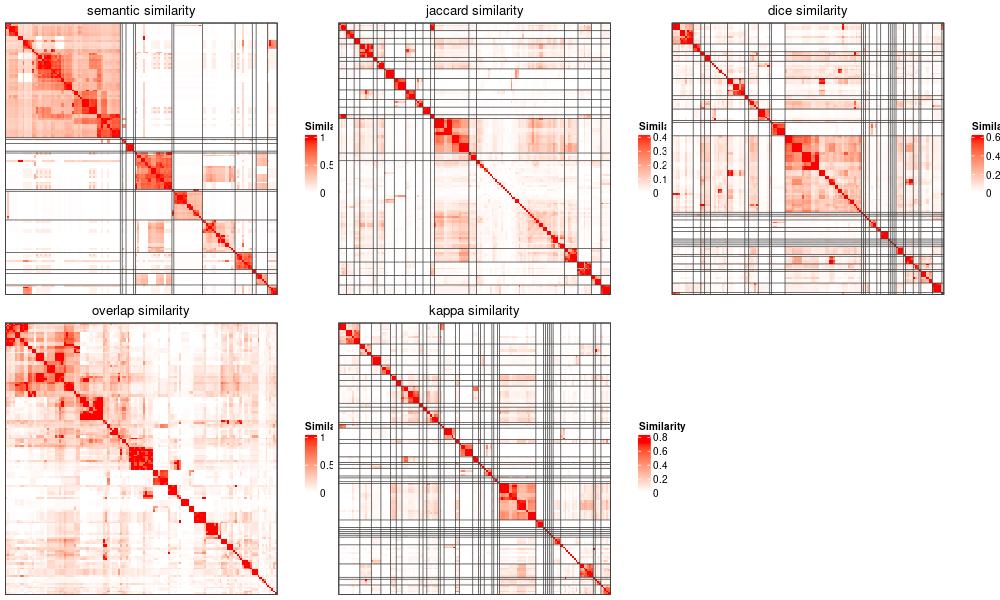 semantic similarity
jaccard similarity
dice similarity
Simila
1
0.5
0
Simila
0.4
0.3
0.2
0.1
0
Simila
0.6
0.4
0.2
0
overlap similarity
kappa similarity
Simila
1
0.5
0
Similarity
0.8
0.6
0.4
0.2
0